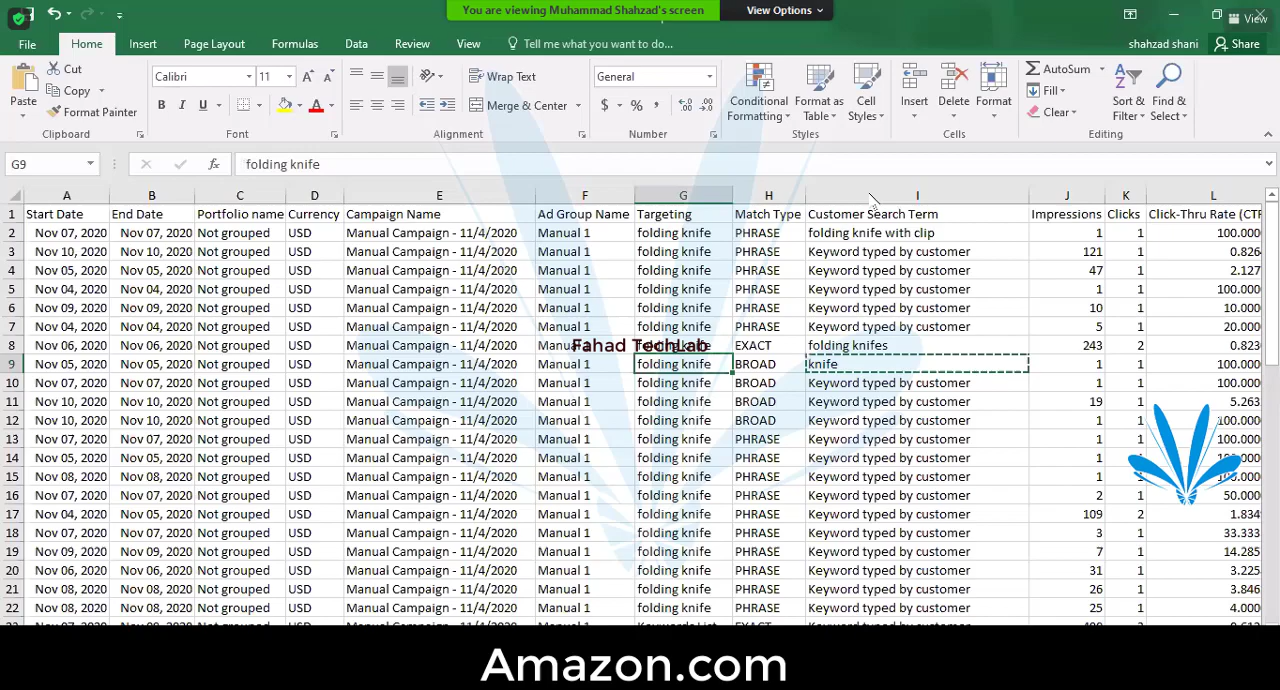 You are viewing Muhammad Shahzad's screen View Options
View
File Home Insert Page Layout Formulas Data Review View Tell me what you want to do... shahzad shani Share
Paste Cut Copy Format Painter Clipboard
Calibri 11 B I U A Font
Wrap Text Merge & Center Alignment
General $ % , Number
Conditional Formatting Format as Table Cell Styles Styles
Insert Delete Format Cells
AutoSum Fill Clear Sort & Filter Find & Select Editing
G9 fx folding knife
A B C D E F G H I J K L
1 Start Date End Date Portfolio name Currency Campaign Name Ad Group Name Targeting Match Type Customer Search Term Impressions Clicks Click-Thru Rate (CTR
2 Nov 07, 2020 Nov 07, 2020 Not grouped USD Manual Campaign - 11/4/2020 Manual 1 folding knife PHRASE folding knife with clip 1 1 100.000
3 Nov 10, 2020 Nov 10, 2020 Not grouped USD Manual Campaign - 11/4/2020 Manual 1 folding knife PHRASE Keyword typed by customer 121 1 0.826
4 Nov 05, 2020 Nov 05, 2020 Not grouped USD Manual Campaign - 11/4/2020 Manual 1 folding knife PHRASE Keyword typed by customer 47 1 2.127
5 Nov 05, 2020 Nov 05, 2020 Not grouped USD Manual Campaign - 11/4/2020 Manual 1 folding knife PHRASE Keyword typed by customer 1 1 100.000
6 Nov 09, 2020 Nov 09, 2020 Not grouped USD Manual Campaign - 11/4/2020 Manual 1 folding knife PHRASE Keyword typed by customer 10 1 10.000
7 Nov 04, 2020 Nov 04, 2020 Not grouped USD Manual Campaign - 11/4/2020 Manual 1 folding knife PHRASE Keyword typed by customer 5 1 20.000
8 Nov 06, 2020 Nov 06, 2020 Not grouped USD Manual Campaign - 11/4/2020 EXACT folding knifes 243 2 0.823
Fahad TechLab
9 Nov 05, 2020 Nov 05, 2020 Not grouped USD Manual Campaign - 11/4/2020 Manual 1 folding knife BROAD knife 1 1 100.000
10 Nov 07, 2020 Nov 07, 2020 Not grouped USD Manual Campaign - 11/4/2020 Manual 1 folding knife BROAD Keyword typed by customer 1 1 100.000
11 Nov 10, 2020 Nov 10, 2020 Not grouped USD Manual Campaign - 11/4/2020 Manual 1 folding knife BROAD Keyword typed by customer 19 1 5.263
12 Nov 10, 2020 Nov 10, 2020 Not grouped USD Manual Campaign - 11/4/2020 Manual 1 folding knife BROAD Keyword typed by customer 1 1 100.000
13 Nov 07, 2020 Nov 07, 2020 Not grouped USD Manual Campaign - 11/4/2020 Manual 1 folding knife PHRASE Keyword typed by customer 1 1 100.000
14 Nov 05, 2020 Nov 05, 2020 Not grouped USD Manual Campaign - 11/4/2020 Manual 1 folding knife PHRASE Keyword typed by customer 1
15 Nov 08, 2020 Nov 08, 2020 Not grouped USD Manual Campaign - 11/4/2020 Manual 1 folding knife PHRASE Keyword typed by customer 1
16 Nov 07, 2020 Nov 07, 2020 Not grouped USD Manual Campaign - 11/4/2020 Manual 1 folding knife PHRASE Keyword typed by customer 2 1 50.000
17 Nov 04, 2020 Nov 04, 2020 Not grouped USD Manual Campaign - 11/4/2020 Manual 1 folding knife PHRASE Keyword typed by customer 109 2 1.834
18 Nov 07, 2020 Nov 07, 2020 Not grouped USD Manual Campaign - 11/4/2020 Manual 1 folding knife PHRASE Keyword typed by customer 3 1 33.333
19 Nov 09, 2020 Nov 09, 2020 Not grouped USD Manual Campaign - 11/4/2020 Manual 1 folding knife PHRASE Keyword typed by customer 7 1 14.285
20 Nov 06, 2020 Nov 06, 2020 Not grouped USD Manual Campaign - 11/4/2020 Manual 1 folding knife PHRASE Keyword typed by customer 31 1 3.225
21 Nov 08, 2020 Nov 08, 2020 Not grouped USD Manual Campaign - 11/4/2020 Manual 1 folding knife PHRASE Keyword typed by customer 26 1 3.846
22 Nov 08, 2020 Nov 08, 2020 Not grouped USD Manual Campaign - 11/4/2020 Manual 1 folding knife PHRASE Keyword typed by customer 25 1 4.000
Amazon.com